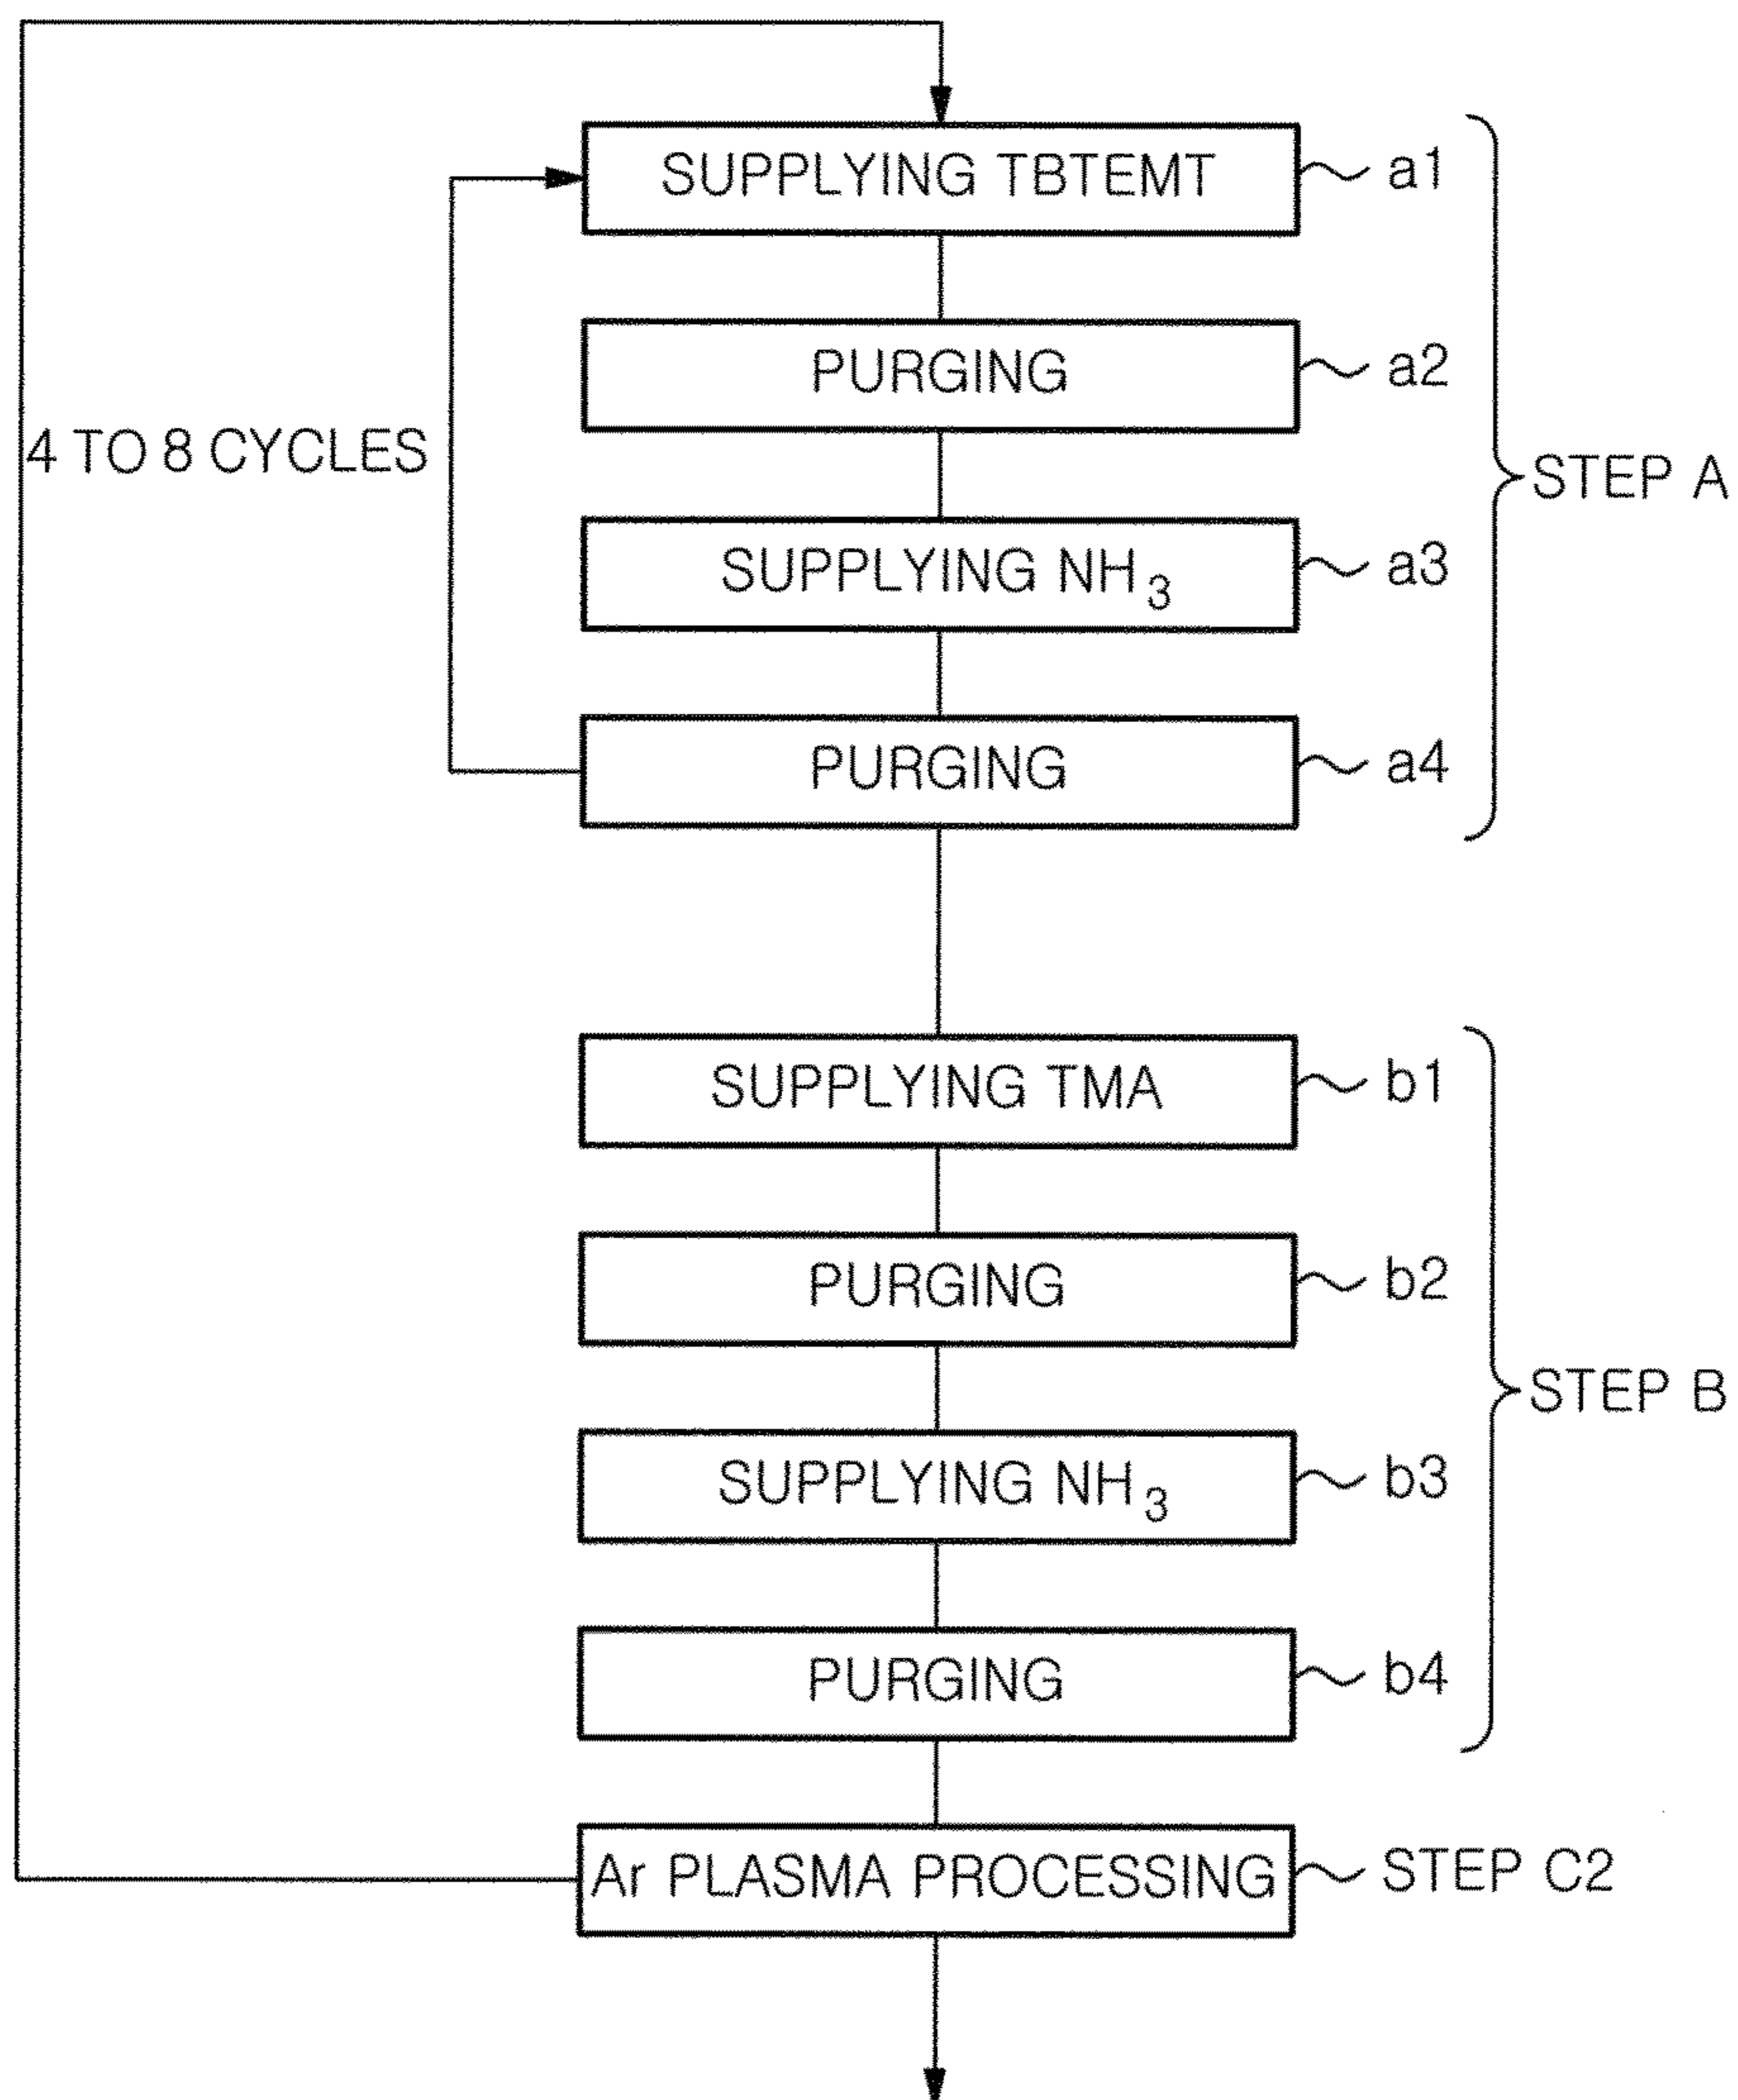 SUPPLYING TBTEMT
a1
PURGING
a2
4 TO 8 CYCLES
STEP A
SUPPLYING NH3
a3
PURGING
a4
SUPPLYING TMA
b1
PURGING
b2
STEP B
SUPPLYING NH3
b3
PURGING
b4
Ar PLASMA PROCESSING
STEP C2